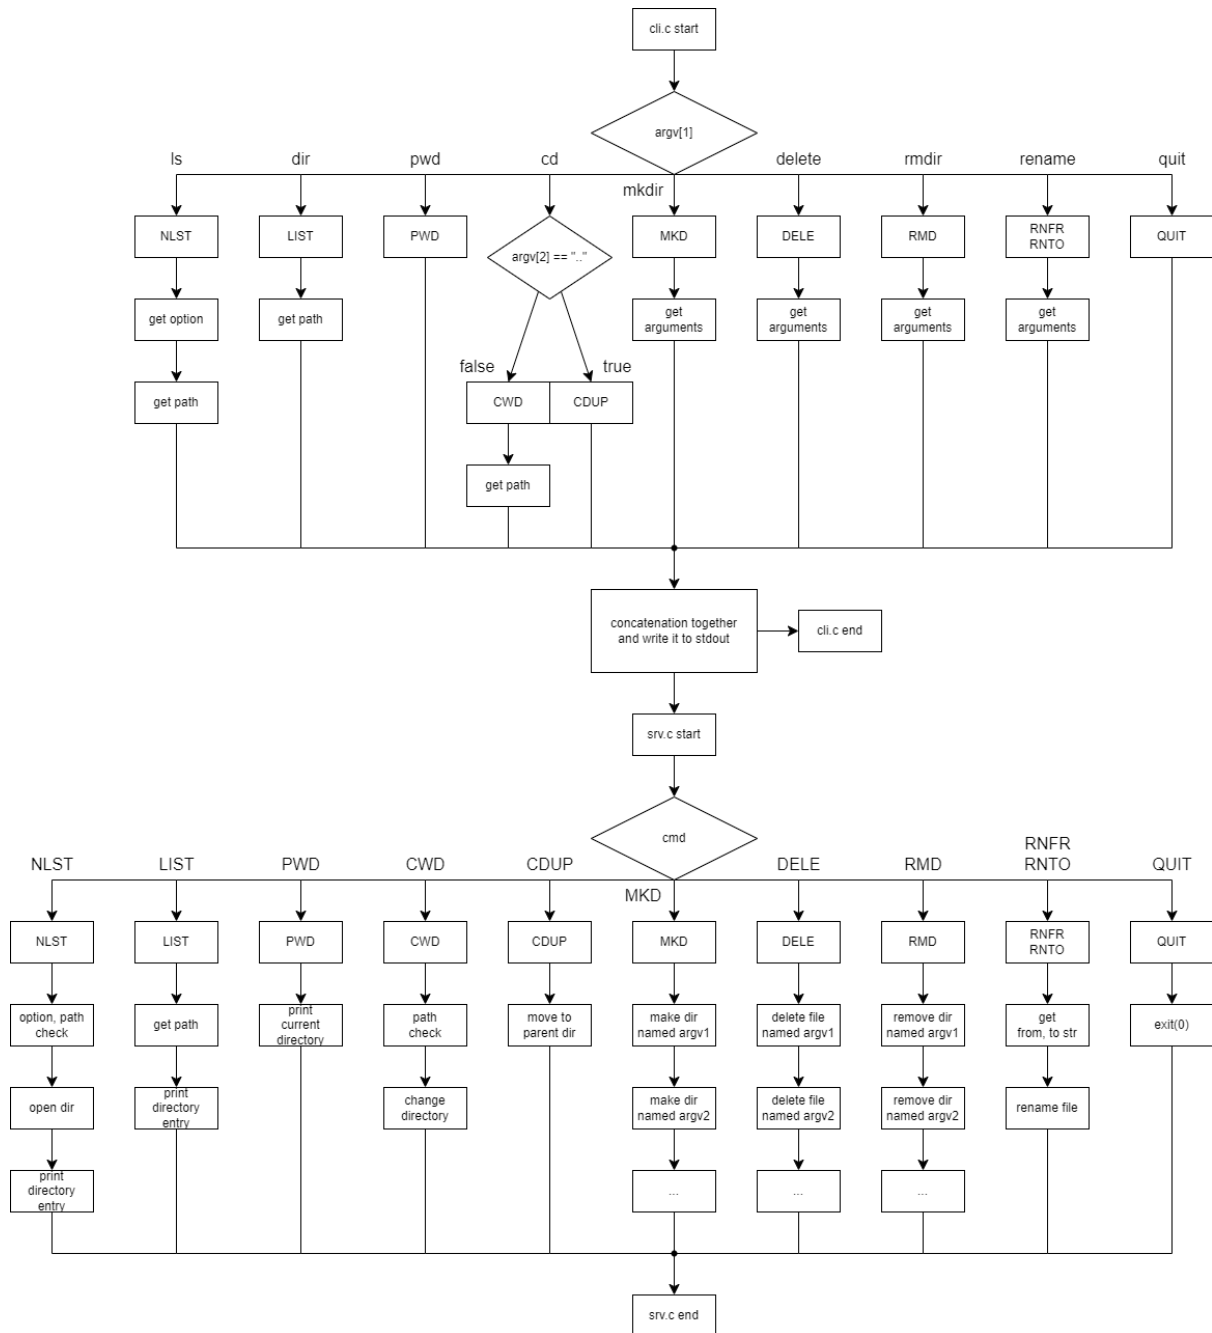 cli.c start
argv[1]
ls
dir
pwd
cd
mkdir
delete
rmdir
rename
quit
NLST
LIST
PWD
argv[2] == ".."
MKD
DELE
RMD
RNFR
RNTO
QUIT
get option
get path
get
arguments
get
arguments
get
arguments
get
arguments
false
true
get path
CWD
CDUP
get path
concatenation together
and write it to stdout
cli.c end
srv.c start
cmd
NLST
LIST
PWD
CWD
CDUP
MKD
DELE
RMD
RNFR
RNTO
QUIT
NLST
LIST
PWD
CWD
CDUP
MKD
DELE
RMD
RNFR
RNTO
QUIT
option, path
check
get path
print
current
directory
path
check
move to
parent dir
make dir
named argv1
delete file
named argv1
remove dir
named argv1
get
from, to str
exit(0)
open dir
print
directory
entry
change
directory
make dir
named argv2
delete file
named argv2
remove dir
named argv2
rename file
print
directory
entry
...
...
...
srv.c end